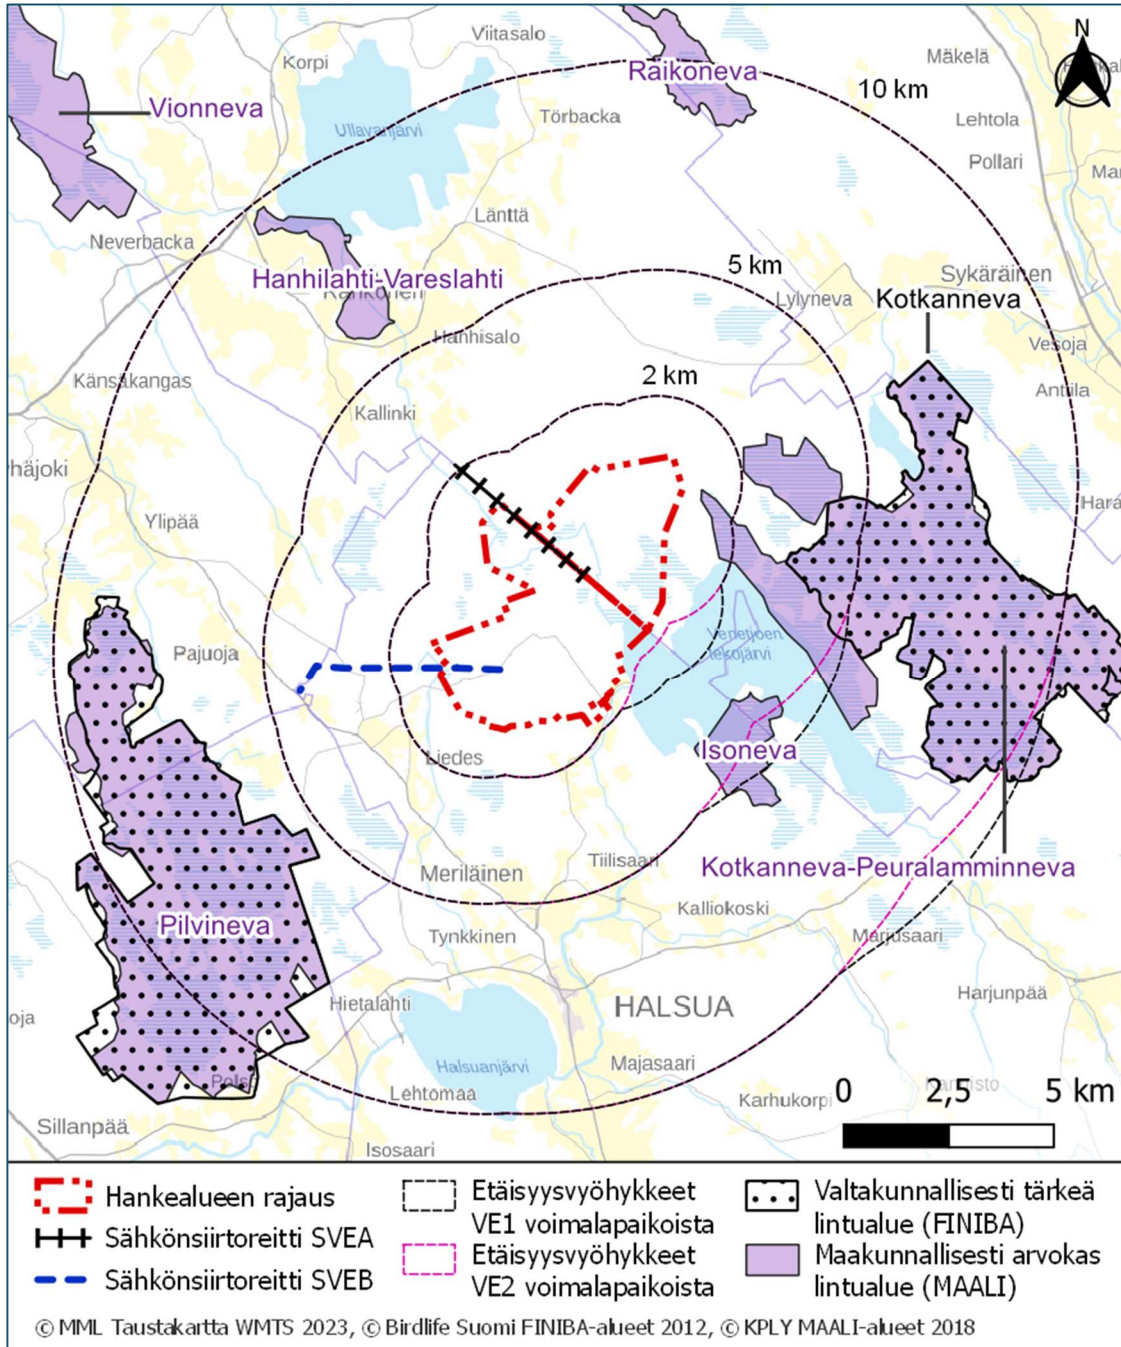 Viitasalo
N
Mäkelä
Korpi
Raikoneva
10 km
Vionneva
Törbacka
Lehtola
Ullavanjärvi
Pollari
Länttä
Neverbacka
5 km
Sykäräinen
Hanhilahti-Vareslahti
Lylyneva
Kotkanneva
Hanhisalo
Vesoja
2 km
Känsäkangas
Anttila
Kallinki
yhäjoki
Hara
Ylipää
Venetjoen
tekojärvi
Pajuoja
Isoneva
Liedes
Tiilisaari
Kotkanneva-Peuralamminneva
Meriläinen
Kalliokoski
Pilvineva
Tynkkinen
Marjusaari
Harjunpää
Hietalahti
HALSUA
oja
Majasaari
Halsuanjärvi
Lehtomaa
Karhukorpi
0 2,5 5 km
Sillanpää
Isosaari
Hankealueen rajaus
Sähkönsiirtoreitti SVEA
Sähkönsiirtoreitti SVEB
Etäisyysvyöhykkeet
VE1 voimalapaikoista
Etäisyysvyöhykkeet
VE2 voimalapaikoista
Valtakunnallisesti tärkeä
lintualue (FINIBA)
Maakunnallisesti arvokas
lintualue (MAALI)
© MML Taustakartta WMTS 2023, © Birdlife Suomi FINIBA-alueet 2012, © KPLY MAALI-alueet 2018